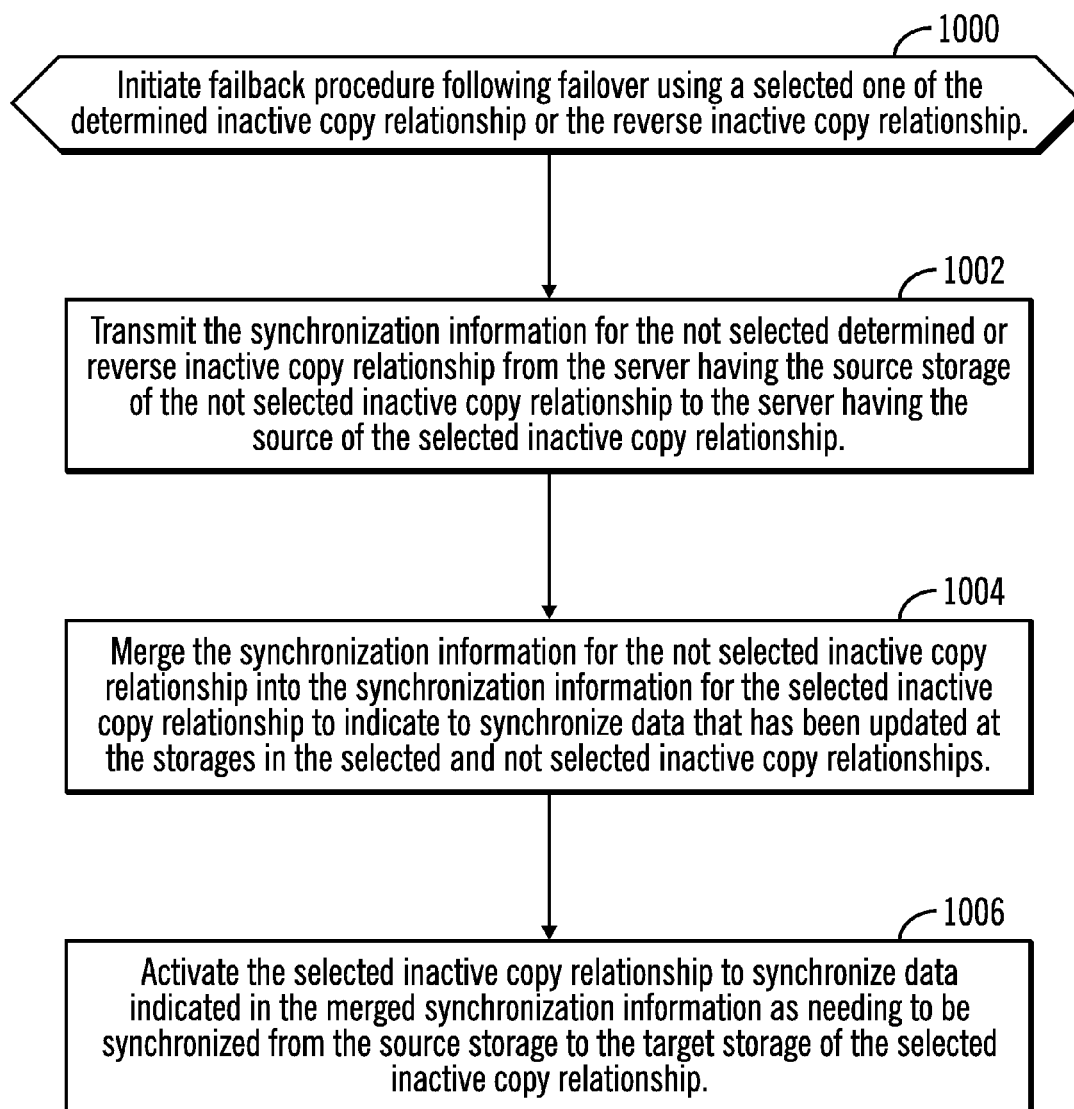 1000
Initiate failback procedure following failover using a selected one of the
determined inactive copy relationship or the reverse inactive copy relationship.
1002
Transmit the synchronization information for the not selected determined or
reverse inactive copy relationship from the server having the source storage
of the not selected inactive copy relationship to the server having the
source of the selected inactive copy relationship.
1004
Merge the synchronization information for the not selected inactive copy
relationship into the synchronization information for the selected inactive
copy relationship to indicate to synchronize data that has been updated at
the storages in the selected and not selected inactive copy relationships.
1006
Activate the selected inactive copy relationship to synchronize data
indicated in the merged synchronization information as needing to be
synchronized from the source storage to the target storage of the selected
inactive copy relationship.